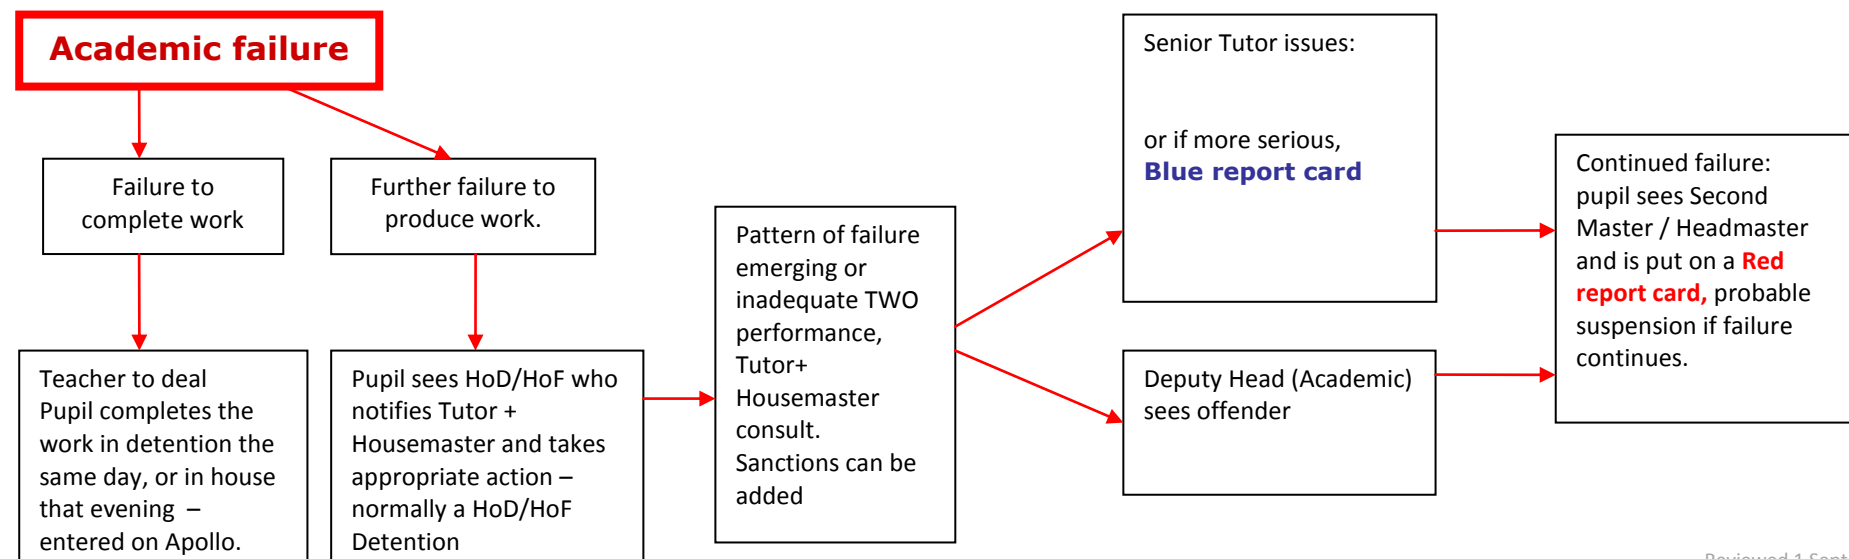 Academic failure
Failure to
complete work
Further failure to
produce work.
Teacher to deal
Pupil completes the
work in detention the
same day, or in house
that evening –
entered on Apollo.
Pupil sees HoD/HoF who
notifies Tutor +
Housemaster and takes
appropriate action –
normally a HoD/HoF
Detention
Pattern of failure
emerging or
inadequate TWO
performance,
Tutor+
Housemaster
consult.
Sanctions can be
added
Senior Tutor issues:
or if more serious,
Blue report card
Deputy Head (Academic)
sees offender
Continued failure:
pupil sees Second
Master / Headmaster
and is put on a Red
report card, probable
suspension if failure
continues.
Reviewed 1 Sept